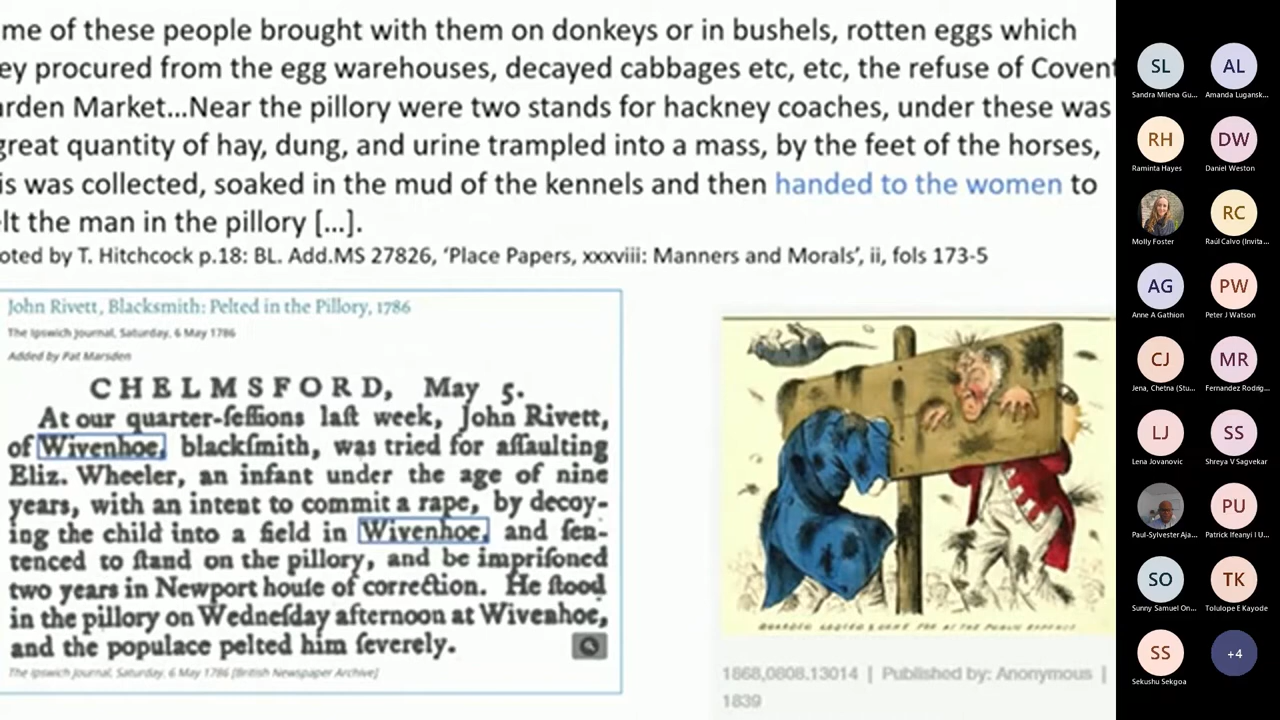 me of these people brought with them on donkeys or in bushels, rotten eggs which
ey procured from the egg warehouses, decayed cabbages etc, etc, the refuse of Covent
arden Market...Near the pillory were two stands for hackney coaches, under these was
great quantity of hay, dung, and urine trampled into a mass, by the feet of the horses,
is was collected, soaked in the mud of the kennels and then handed to the women to
lt the man in the pillory [...].
oted by T. Hitchcock p.18: BL. Add.MS 27826, ‘Place Papers, xxxviii: Manners and Morals’, ii, fols 173-5
John Rivett, Blacksmith: Pelted in the Pillory, 1786
The Ipswich Journal, Saturday, 6 May 1786
Added by Pat Marsden
CHELMSFORD, May 5.
At our quarter-ſeſſions laſt week, John Rivett,
of Wivenhoe, blackſmith, was tried for aſſaulting
Eliz. Wheeler, an infant under the age of nine
years, with an intent to commit a rape, by decoy-
ing the child into a field in Wivenhoe, and ſen-
tenced to ſtand on the pillory, and be impriſoned
two years in Newport houſe of correction. He ſtood
in the pillory on Wedneſday afternoon at Wivenhoe,
and the populace pelted him ſeverely.
The Ipswich Journal, Saturday, 6 May 1786 [British Newspaper Archive]
1868,0808.13014 | Published by: Anonymous |
1839
SL AL
Sandra Milena Gu... Amanda Lugansk...
RH DW
Raminta Hayes Daniel Weston
RC
Molly Foster Raúl Calvo (Invita...
AG PW
Anne A Gathion Peter J Watson
CJ MR
Jena, Chetna (Stu... Fernandez Rodrig...
LJ SS
Lena Jovanovic Shreya V Sagvekar
PU
Paul-Sylvester Aja... Patrick Ifeanyi I U...
SO TK
Sunny Samuel On... Tolulope E Kayode
SS +4
Sekushu Sekgoa